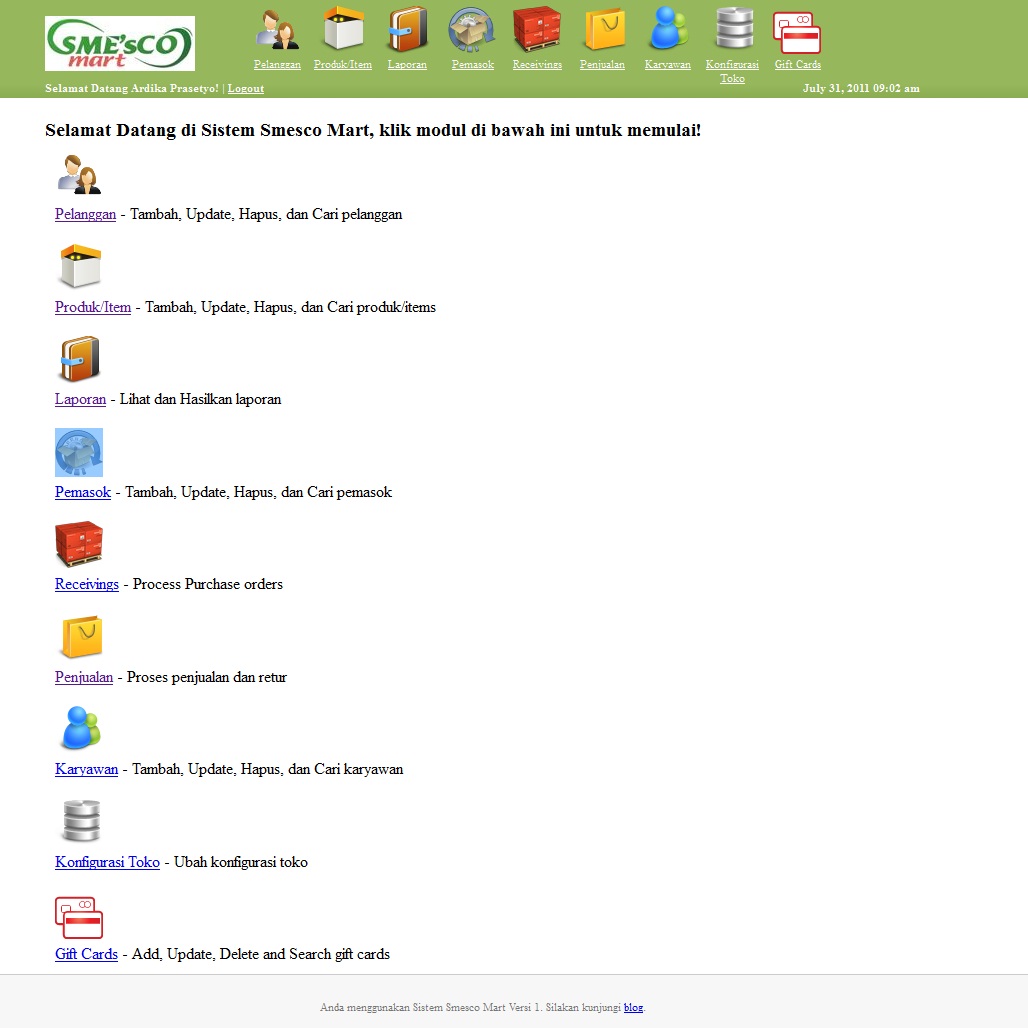 SME'SCO
mart
Pelanggan Produk/Item Laporan Pemasok Receivings Penjualan Karyawan Konfigurasi Toko Gift Cards
Selamat Datang Ardika Prasetyo! | Logout July 31, 2011 09:02 am
Selamat Datang di Sistem Smesco Mart, klik modul di bawah ini untuk memulai!
Pelanggan - Tambah, Update, Hapus, dan Cari pelanggan
Produk/Item - Tambah, Update, Hapus, dan Cari produk/items
Laporan - Lihat dan Hasilkan laporan
Pemasok - Tambah, Update, Hapus, dan Cari pemasok
Receivings - Process Purchase orders
Penjualan - Proses penjualan dan retur
Karyawan - Tambah, Update, Hapus, dan Cari karyawan
Konfigurasi Toko - Ubah konfigurasi toko
Gift Cards - Add, Update, Delete and Search gift cards
Anda menggunakan Sistem Smesco Mart Versi 1. Silakan kunjungi blog.